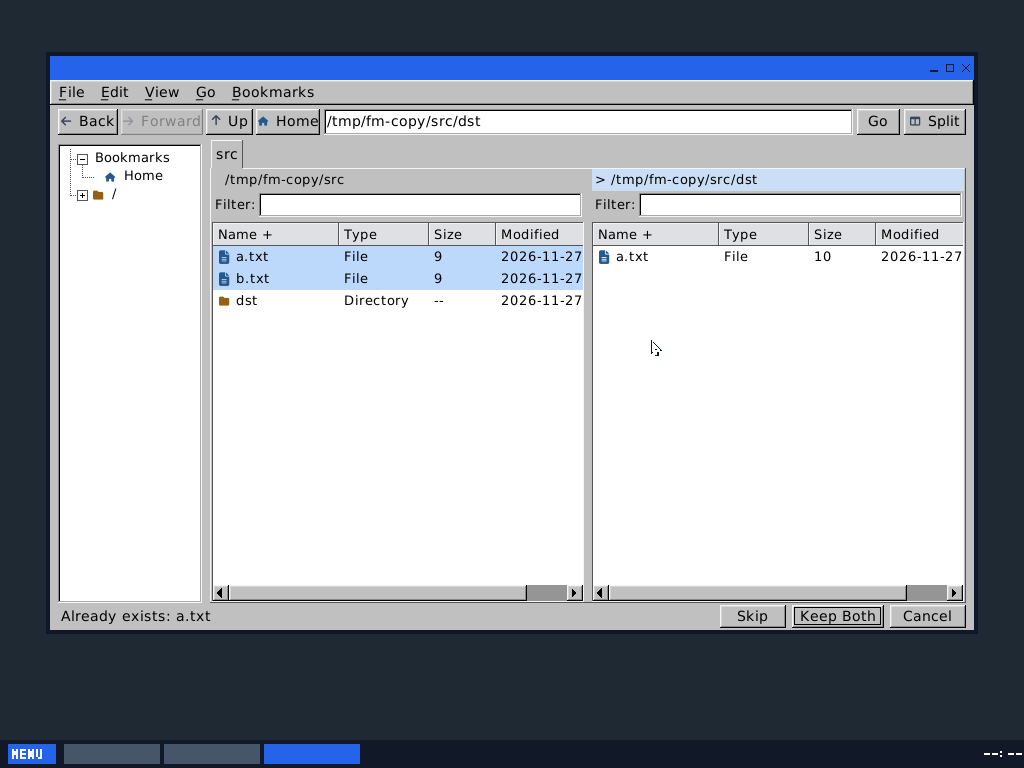 File Edit View Go Bookmarks
Back Forward Up Home /tmp/fm-copy/src/dst Go Split
Bookmarks
Home
/
src
/tmp/fm-copy/src
Filter:
Name + Type Size Modified
a.txt File 9 2026-11-27
b.txt File 9 2026-11-27
dst Directory -- 2026-11-27
> /tmp/fm-copy/src/dst
Filter:
Name + Type Size Modified
a.txt File 10 2026-11-27
Already exists: a.txt Skip Keep Both Cancel
MENU --:--